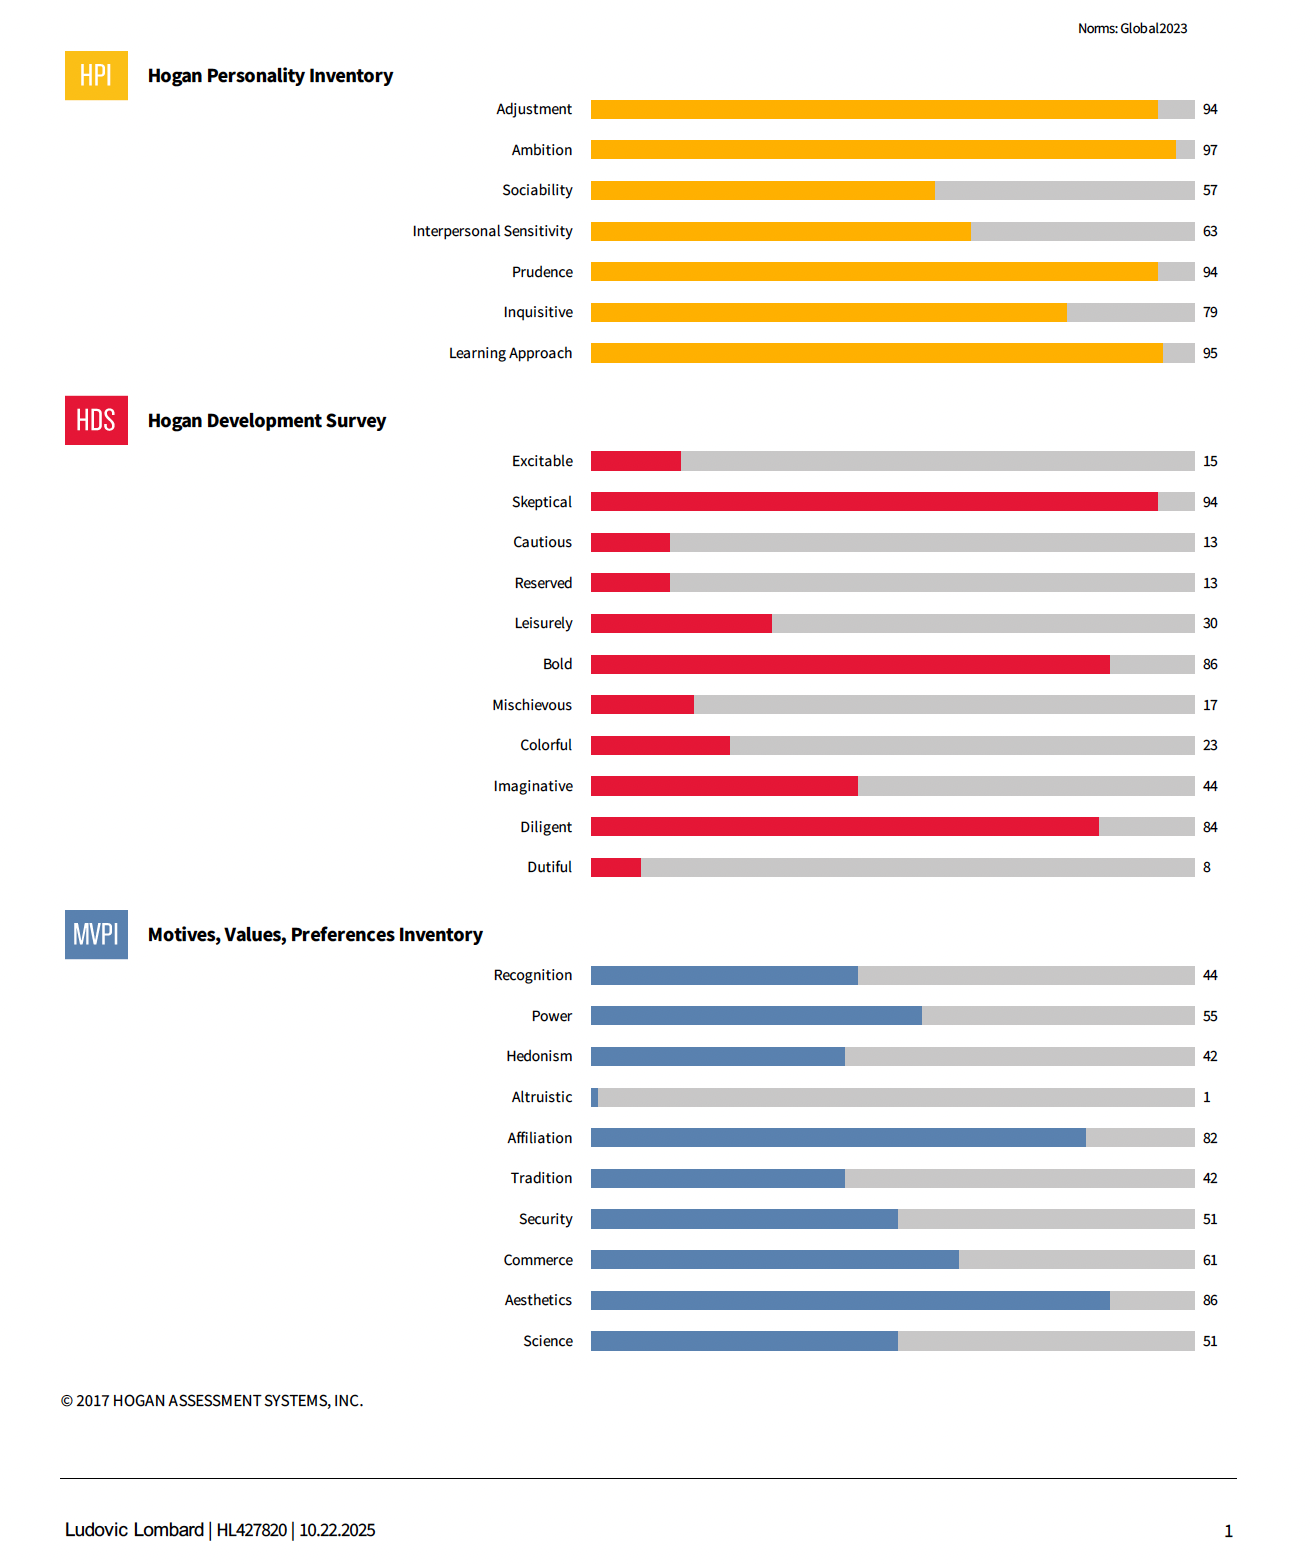 Norms: Global2023
HPI Hogan Personality Inventory
Adjustment 94
Ambition 97
Sociability 57
Interpersonal Sensitivity 63
Prudence 94
Inquisitive 79
Learning Approach 95
HDS Hogan Development Survey
Excitable 15
Skeptical 94
Cautious 13
Reserved 13
Leisurely 30
Bold 86
Mischievous 17
Colorful 23
Imaginative 44
Diligent 84
Dutiful 8
MVPI Motives, Values, Preferences Inventory
Recognition 44
Power 55
Hedonism 42
Altruistic 1
Affiliation 82
Tradition 42
Security 51
Commerce 61
Aesthetics 86
Science 51
© 2017 HOGAN ASSESSMENT SYSTEMS, INC.
Ludovic Lombard | HL427820 | 10.22.2025 1